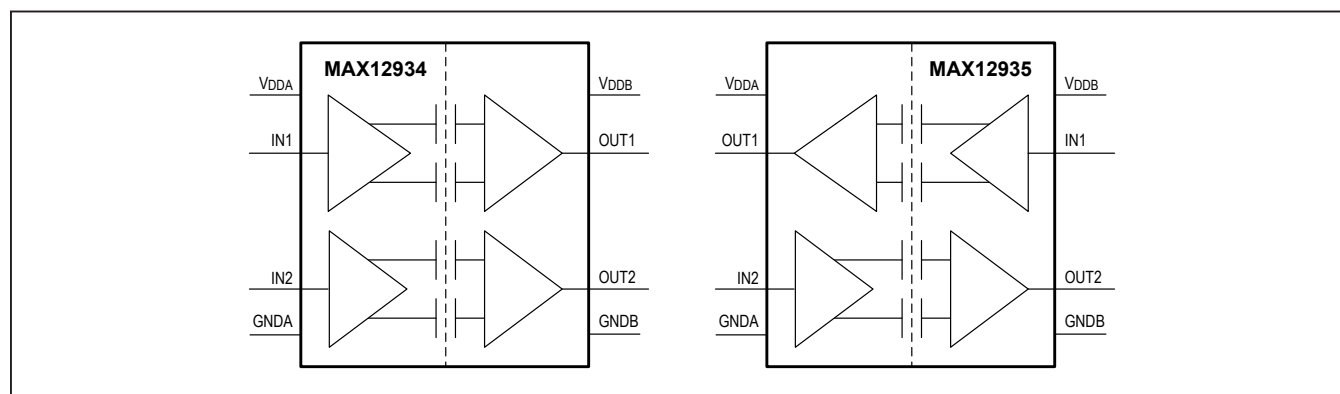 MAX12934
VDDA
VDDB
IN1
OUT1
IN2
OUT2
GNDA
GNDB
MAX12935
VDDA
VDDB
OUT1
IN1
IN2
OUT2
GNDA
GNDB